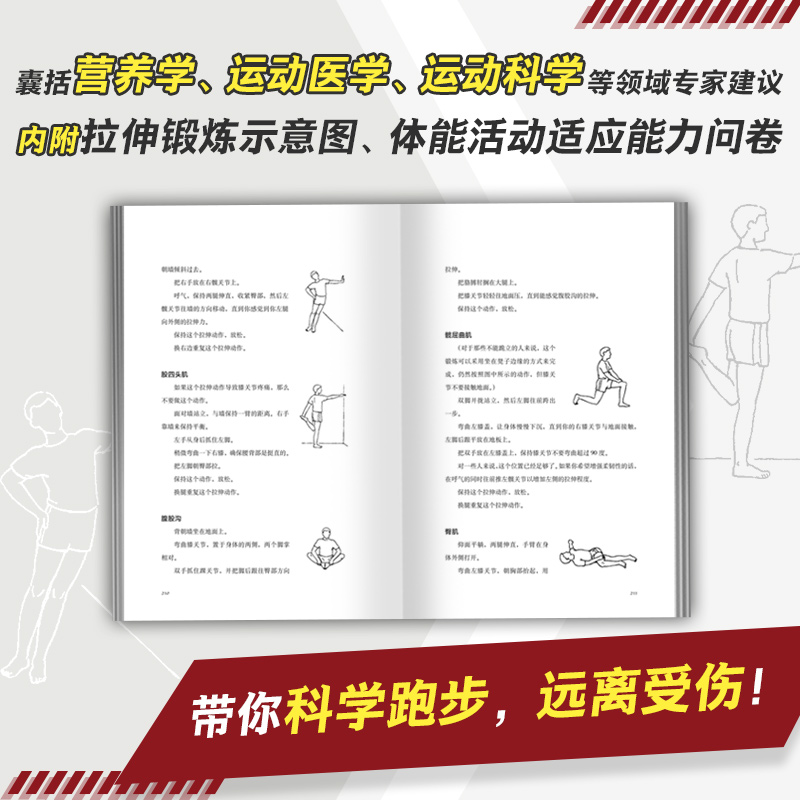 囊括营养学、运动医学、运动科学等领域专家建议
内附拉伸锻炼示意图、体能活动适应能力问卷
朝墙倾斜过去。
把右手放在右髋关节上。
呼气，保持两腿伸直，收紧臀部，然后左
髋关节往墙的方向移动，直到你感觉到你左腿
向外侧的拉伸力。
保持这个拉伸动作，放松。
换右边重复这个拉伸动作。
股四头肌
如果这个拉伸动作导致膝关节疼痛，那么
不要做这个动作。
面对墙站立，与墙保持一臂的距离，右手
靠墙来保持平衡。
左手从身后抓住左脚。
稍微弯曲一下右膝，确保腰背部是挺直的。
把左脚朝臀部拉。
保持这个动作，放松。
换腿重复这个拉伸动作。
腹股沟
背朝墙坐在地面上。
弯曲膝关节，置于身体的两侧，两个脚掌
相对。
双手抓住踝关节，并把脚后跟往臀部方向
拉伸。
把胳膊肘搁在大腿上。
把膝关节轻轻往地面压，直到能感觉腹股沟的拉伸。
保持这个动作，放松。
髋屈曲肌
（对于那些不能跪立的人来说，这个
锻炼可以采用坐在凳子边缘的方式来完
成，仍然按照图中所示的动作，但膝关
节不要接触地面。）
双脚并拢站立，然后左脚往前跨出
一步。
弯曲左膝盖，让身体慢慢下沉，直到你的右膝关节与地面接触，
左脚后跟平放在地板上。
把双手放在左膝盖上，保持膝关节不要弯曲超过 90 度。
对一些人来说，这个位置已经足够了。如果你希望增强柔韧性的话，
在呼气的同时往前推左髋关节以增加左侧的拉伸程度。
保持这个拉伸动作，放松。
换腿重复这个拉伸动作。
臀肌
仰面平躺，两腿伸直，手臂在身
体外侧打开。
弯曲左膝关节，朝胸部抬起，用
带你科学跑步，远离受伤！